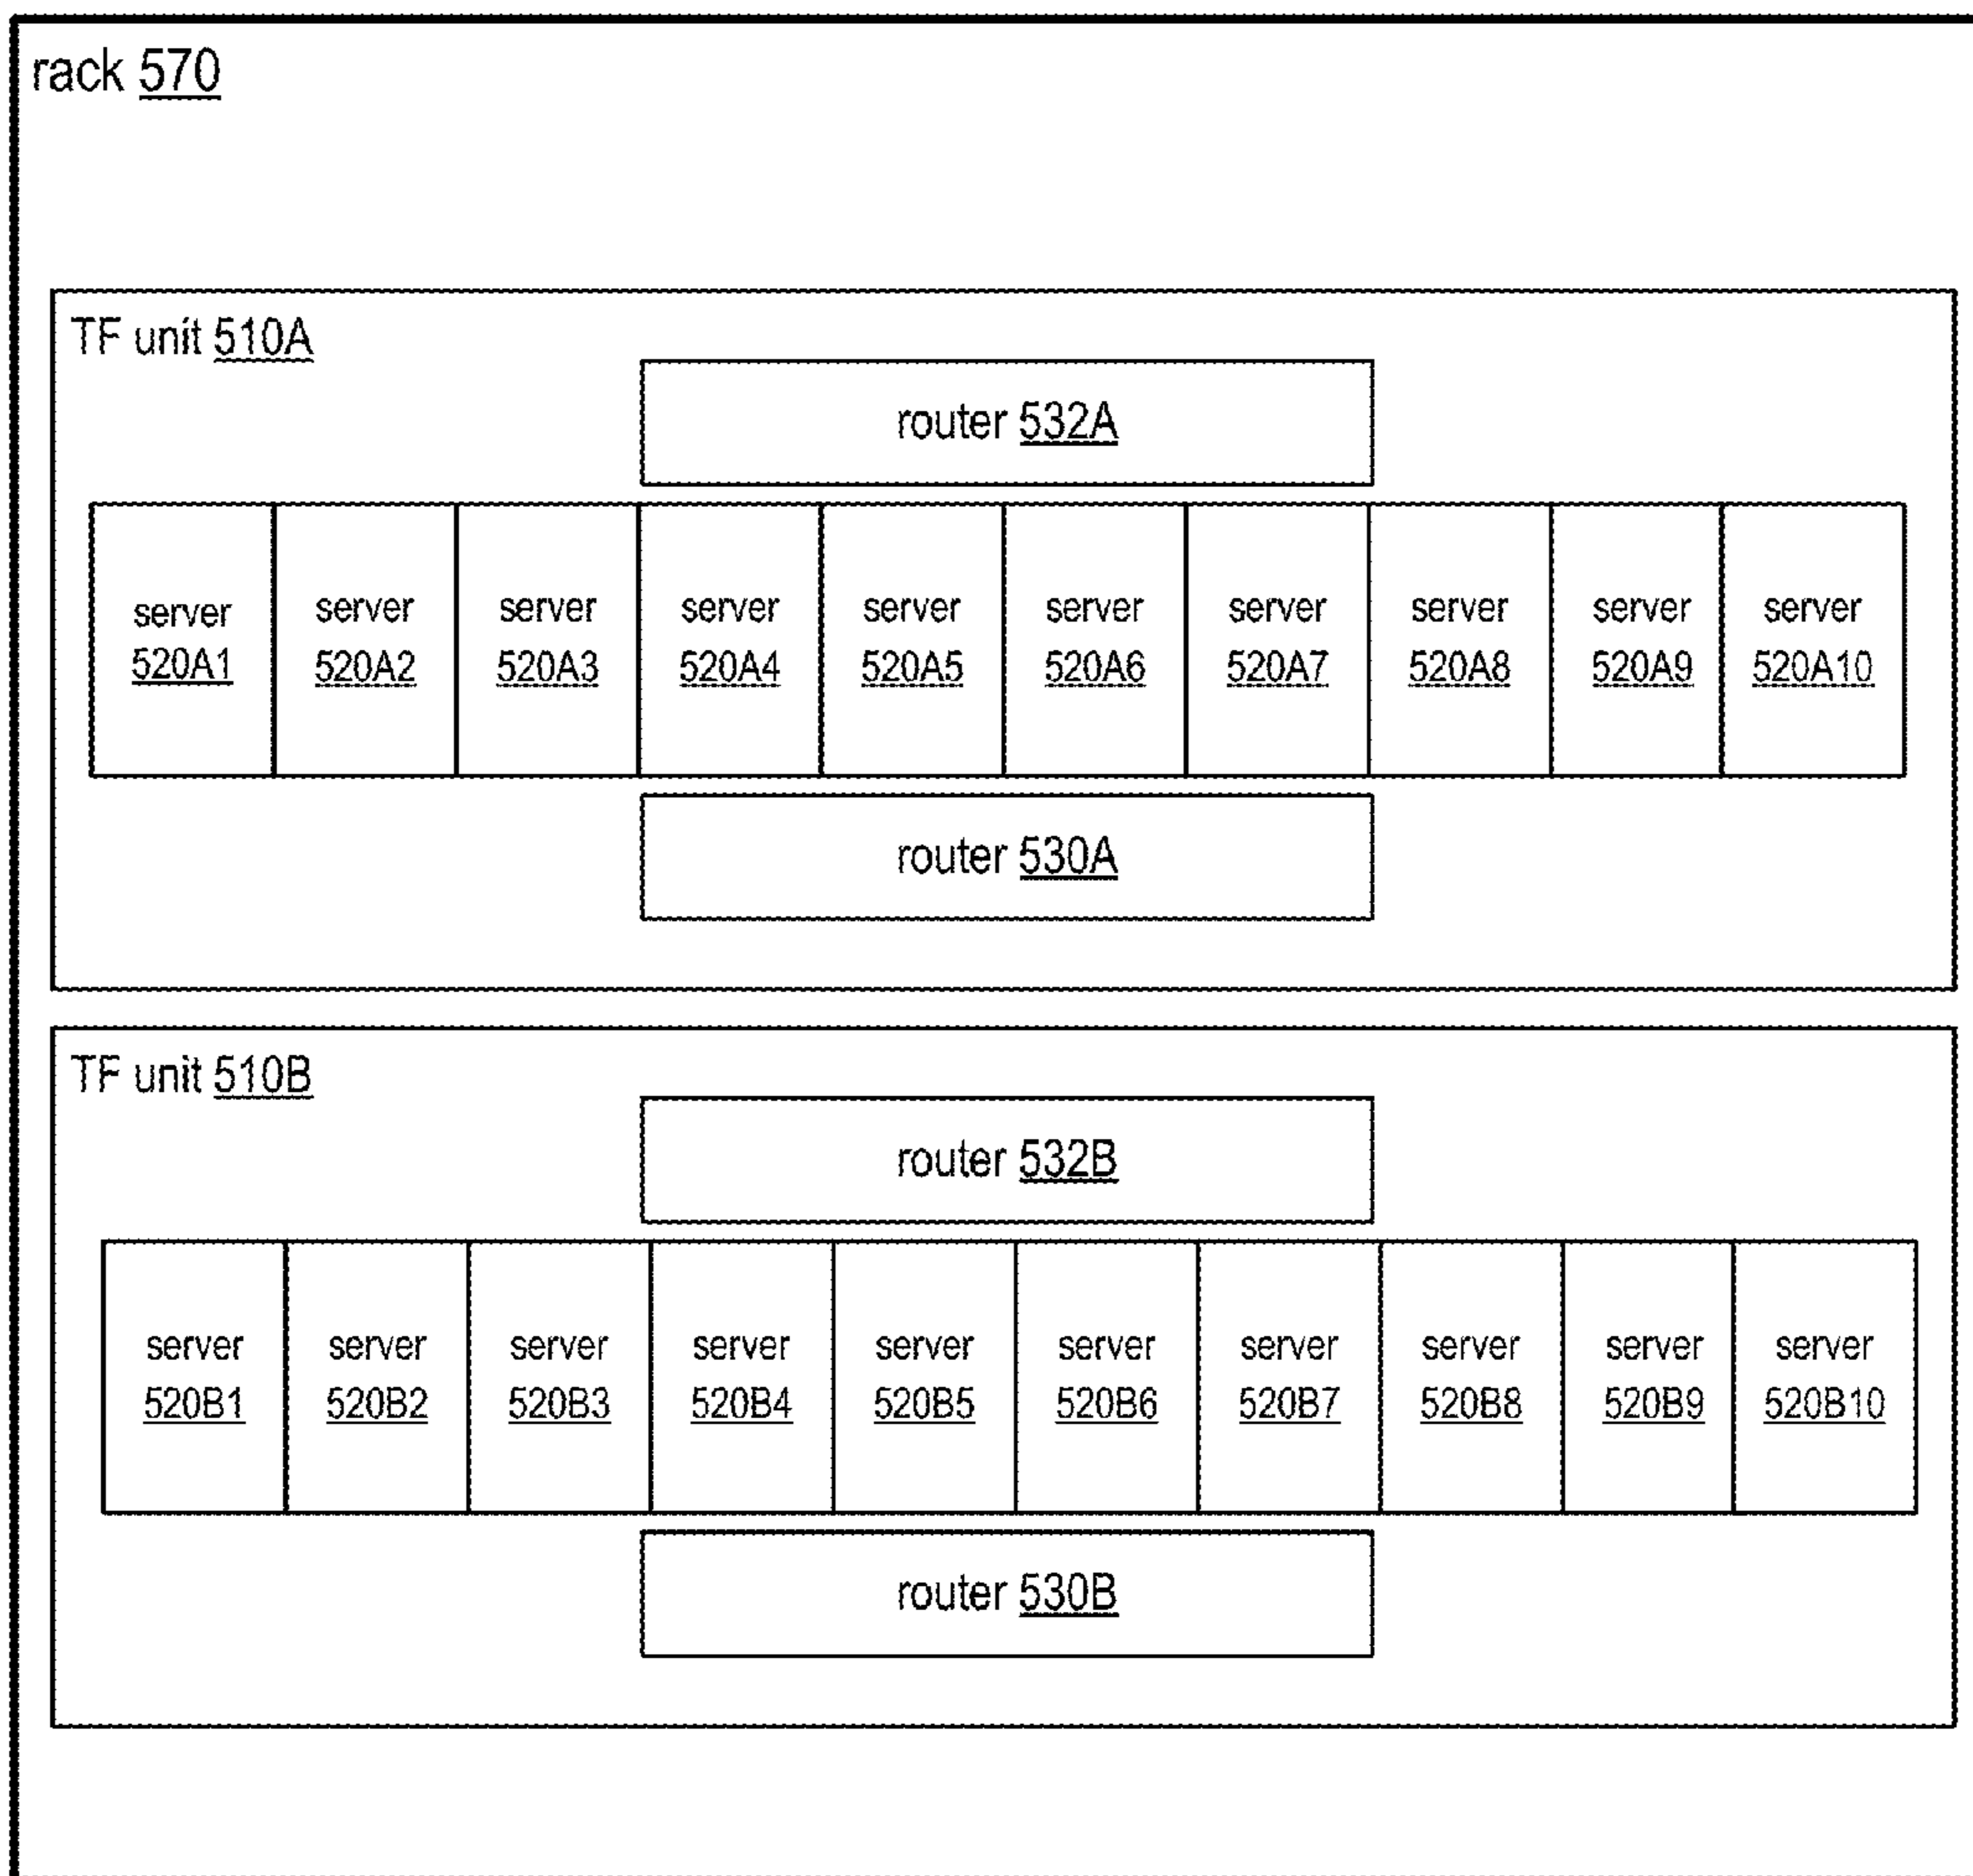 rack 570
TF unit 510A
router 532A
server 520A1
server 520A2
server 520A3
server 520A4
server 520A5
server 520A6
server 520A7
server 520A8
server 520A9
server 520A10
router 530A
TF unit 510B
router 532B
server 520B1
server 520B2
server 520B3
server 520B4
server 520B5
server 520B6
server 520B7
server 520B8
server 520B9
server 520B10
router 530B